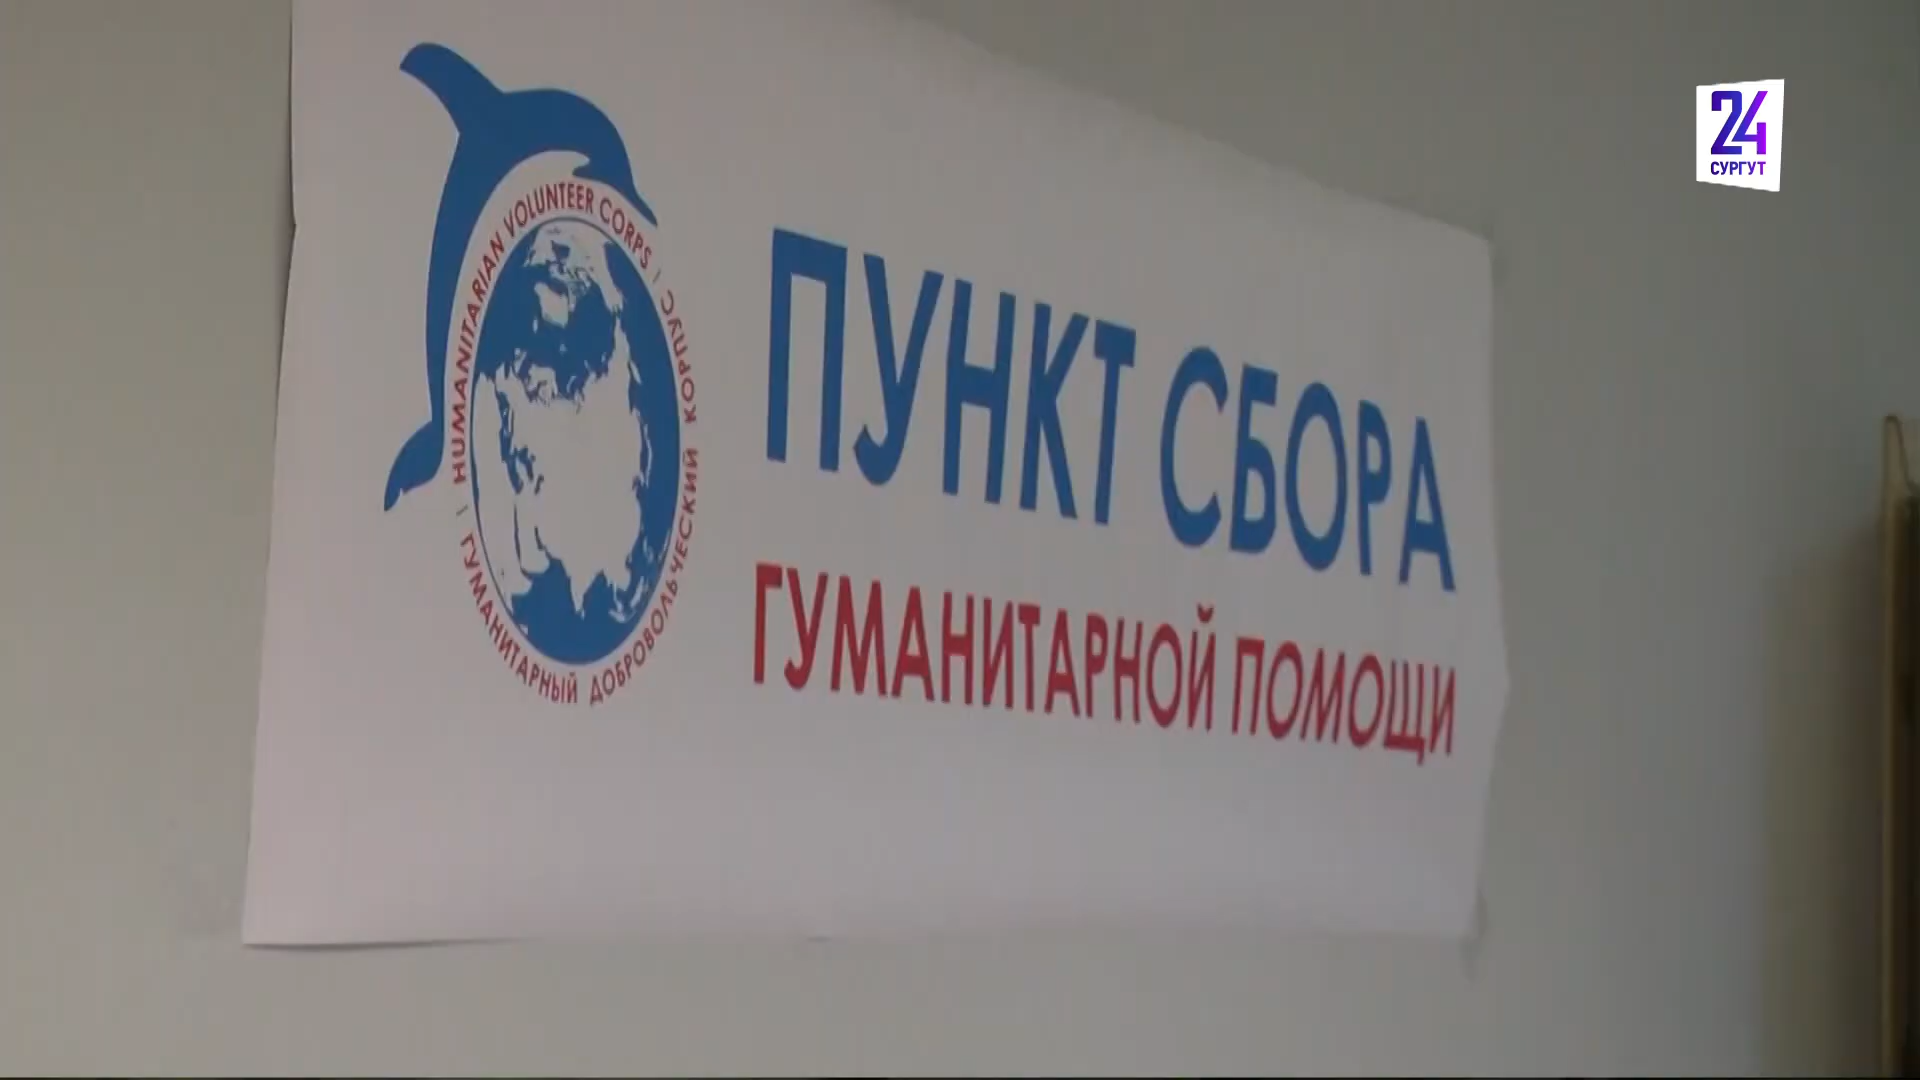 HUMANITARIAN VOLUNTEER CORPS
ГУМАНИТАРНЫЙ ДОБРОВОЛЬЧЕСКИЙ КОРПУС
ПУНКТ СБОРА
ГУМАНИТАРНОЙ ПОМОЩИ
24
СУРГУТ